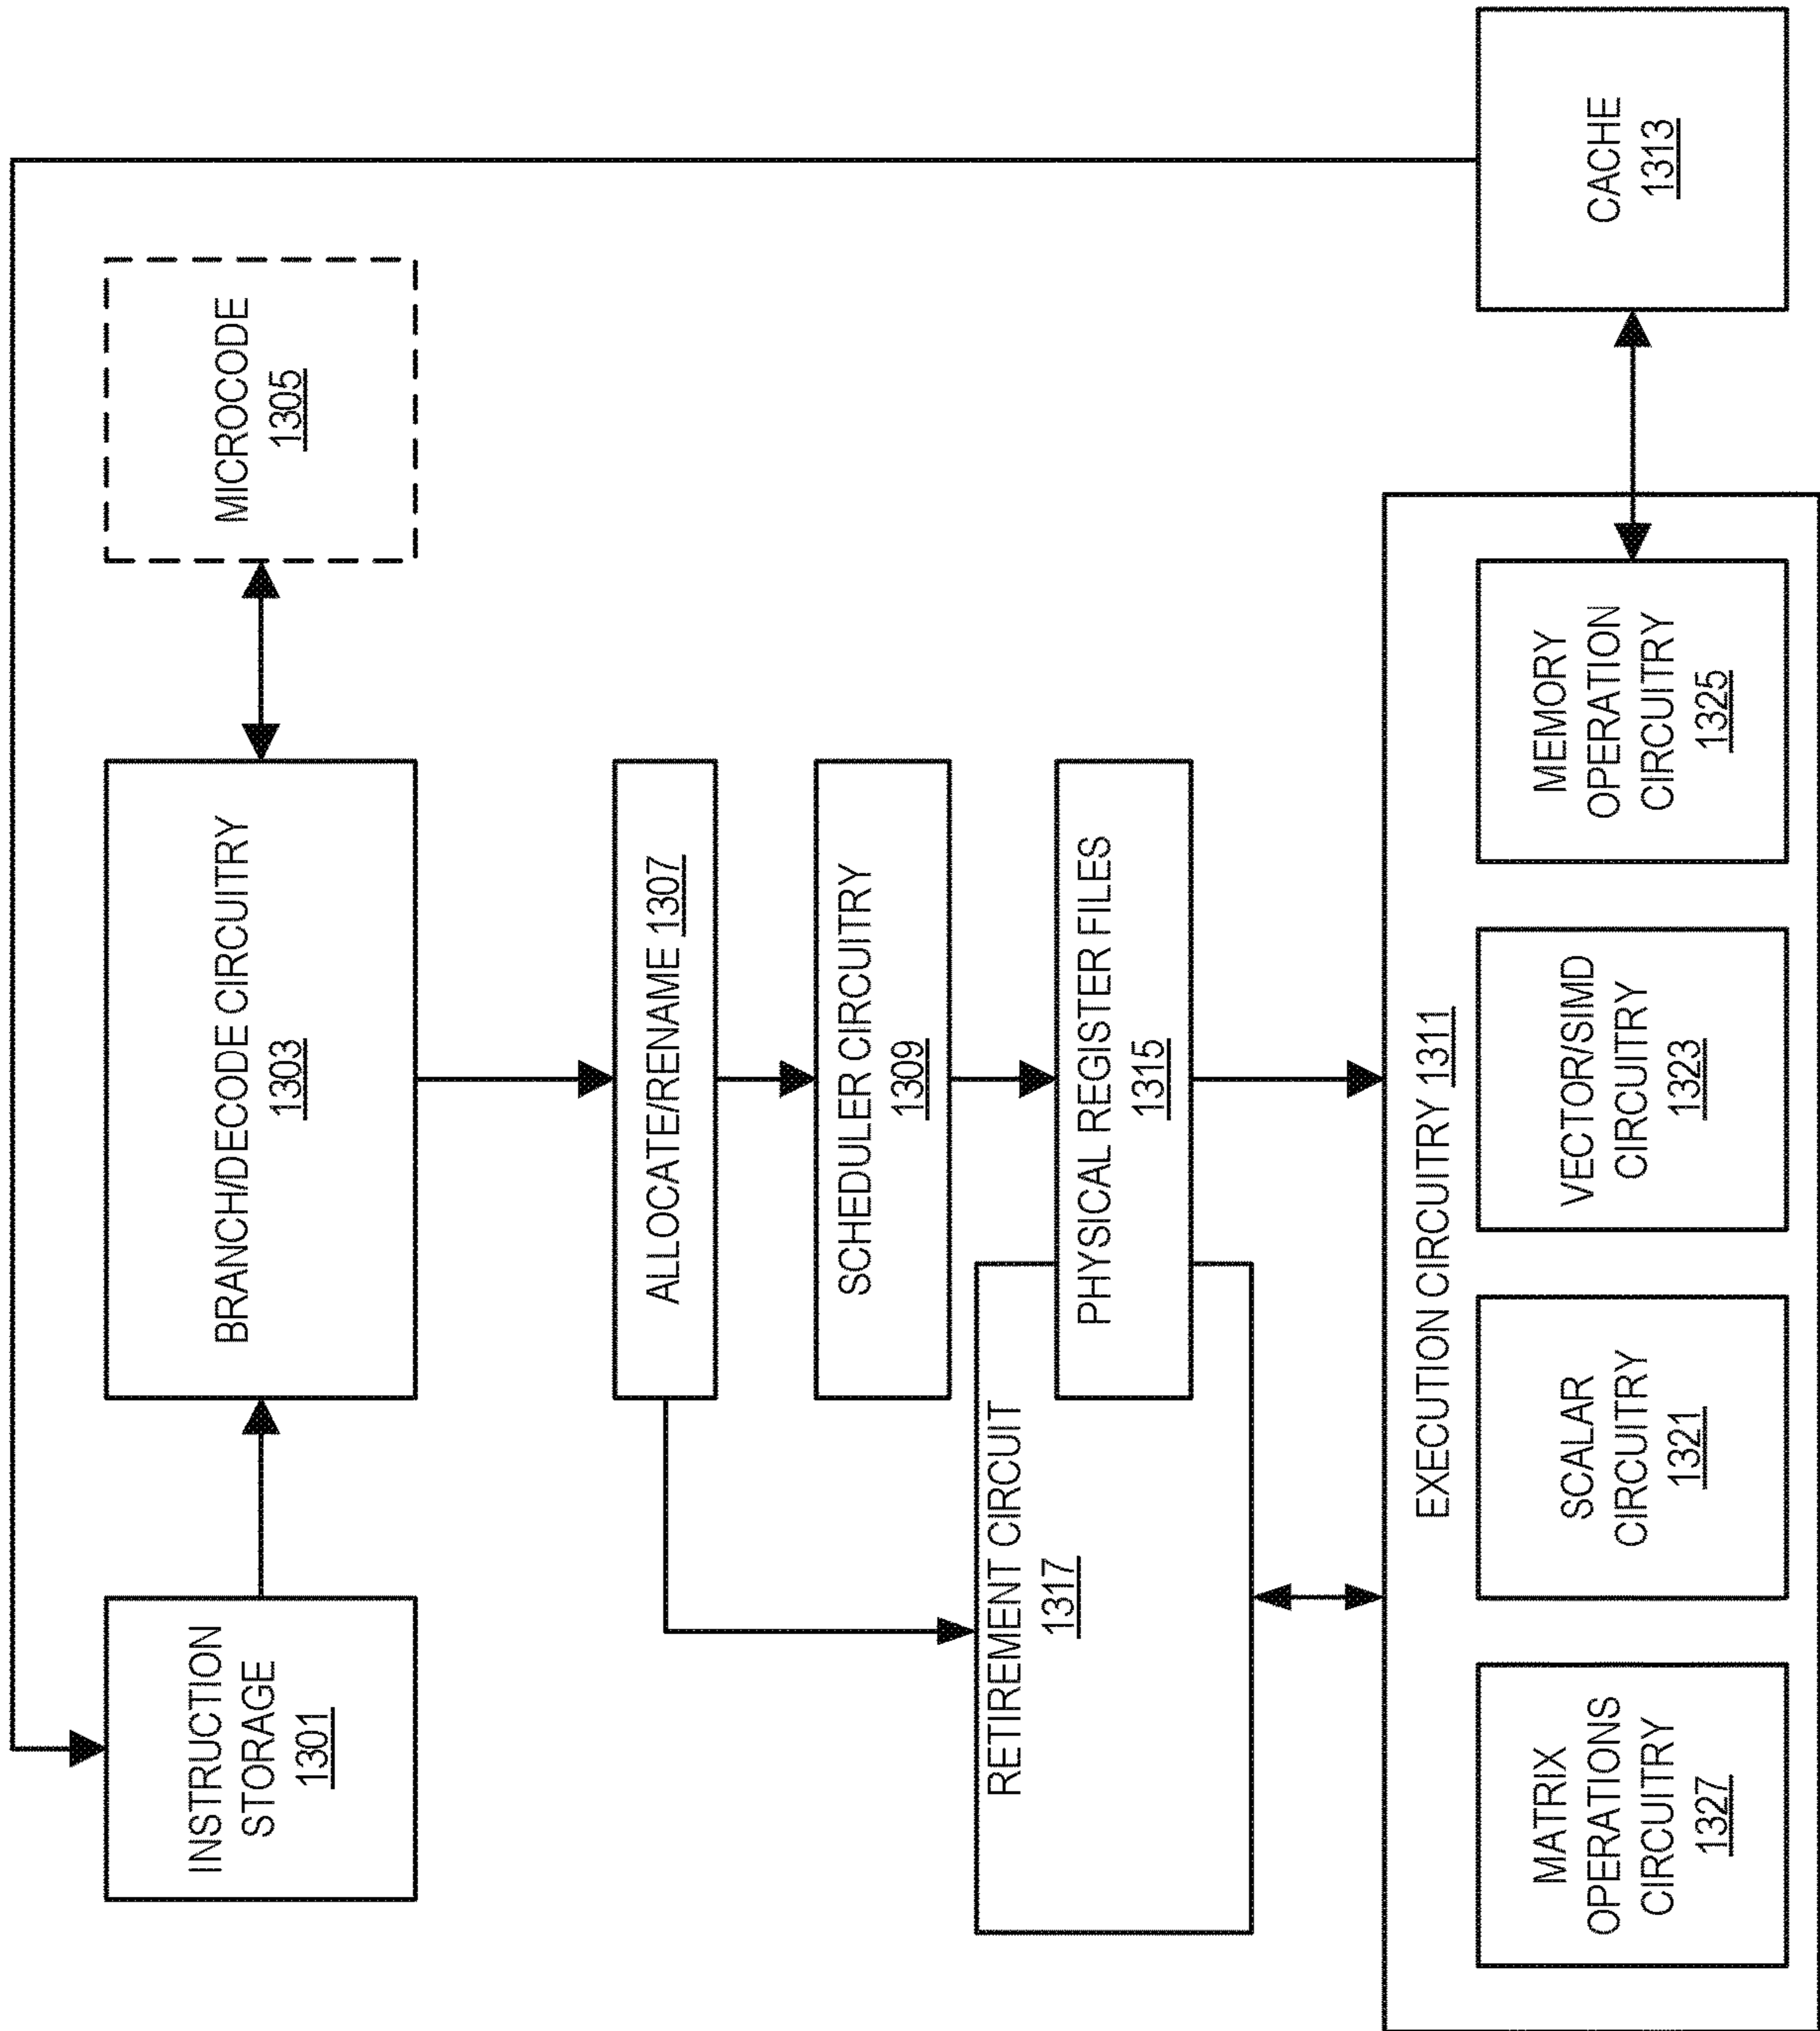 INSTRUCTION
STORAGE
1301
BRANCH/DECODE CIRCUITRY
1303
MICROCODE
1305
ALLOCATE/RENAME 1307
SCHEDULER CIRCUITRY
1309
RETIREMENT CIRCUIT
1317
PHYSICAL REGISTER FILES
1315
EXECUTION CIRCUITRY 1311
MATRIX
OPERATIONS
CIRCUITRY
1327
SCALAR
CIRCUITRY
1321
VECTOR/SIMD
CIRCUITRY
1323
MEMORY
OPERATION
CIRCUITRY
1325
CACHE
1313